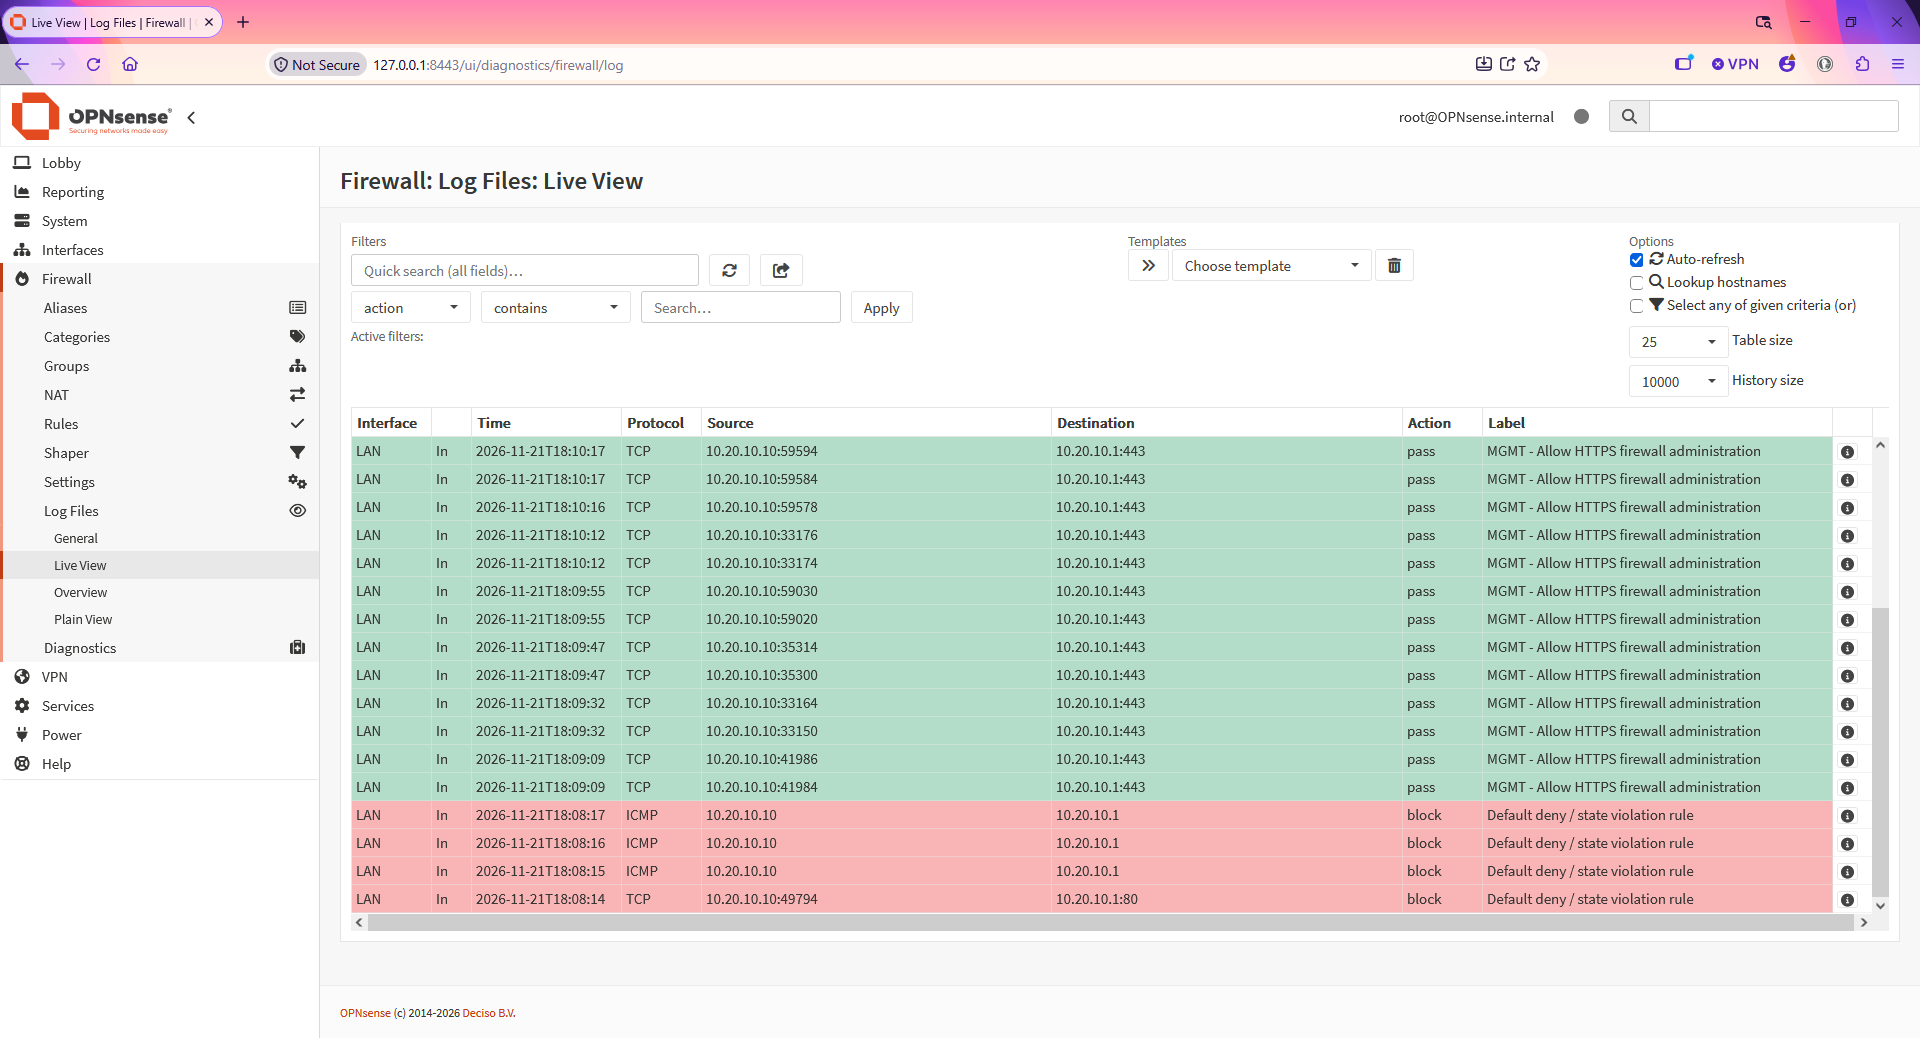 Live View | Log Files | Firewall |
Not Secure 127.0.0.1:8443/ui/diagnostics/firewall/log VPN
OPNsense®
Securing networks made easy
root@OPNsense.internal
Lobby
Reporting
System
Interfaces
Firewall
Aliases
Categories
Groups
NAT
Rules
Shaper
Settings
Log Files
General
Live View
Overview
Plain View
Diagnostics
VPN
Services
Power
Help
Firewall: Log Files: Live View
Filters
Quick search (all fields)...
action contains Search... Apply
Active filters:
Templates
Choose template
Options
Auto-refresh
Lookup hostnames
Select any of given criteria (or)
25 Table size
10000 History size
Interface Time Protocol Source Destination Action Label
LAN In 2026-11-21T18:10:17 TCP 10.20.10.10:59594 10.20.10.1:443 pass MGMT - Allow HTTPS firewall administration
LAN In 2026-11-21T18:10:17 TCP 10.20.10.10:59584 10.20.10.1:443 pass MGMT - Allow HTTPS firewall administration
LAN In 2026-11-21T18:10:16 TCP 10.20.10.10:59578 10.20.10.1:443 pass MGMT - Allow HTTPS firewall administration
LAN In 2026-11-21T18:10:12 TCP 10.20.10.10:33176 10.20.10.1:443 pass MGMT - Allow HTTPS firewall administration
LAN In 2026-11-21T18:10:12 TCP 10.20.10.10:33174 10.20.10.1:443 pass MGMT - Allow HTTPS firewall administration
LAN In 2026-11-21T18:09:55 TCP 10.20.10.10:59030 10.20.10.1:443 pass MGMT - Allow HTTPS firewall administration
LAN In 2026-11-21T18:09:55 TCP 10.20.10.10:59020 10.20.10.1:443 pass MGMT - Allow HTTPS firewall administration
LAN In 2026-11-21T18:09:47 TCP 10.20.10.10:35314 10.20.10.1:443 pass MGMT - Allow HTTPS firewall administration
LAN In 2026-11-21T18:09:47 TCP 10.20.10.10:35300 10.20.10.1:443 pass MGMT - Allow HTTPS firewall administration
LAN In 2026-11-21T18:09:32 TCP 10.20.10.10:33164 10.20.10.1:443 pass MGMT - Allow HTTPS firewall administration
LAN In 2026-11-21T18:09:32 TCP 10.20.10.10:33150 10.20.10.1:443 pass MGMT - Allow HTTPS firewall administration
LAN In 2026-11-21T18:09:09 TCP 10.20.10.10:41986 10.20.10.1:443 pass MGMT - Allow HTTPS firewall administration
LAN In 2026-11-21T18:09:09 TCP 10.20.10.10:41984 10.20.10.1:443 pass MGMT - Allow HTTPS firewall administration
LAN In 2026-11-21T18:08:17 ICMP 10.20.10.10 10.20.10.1 block Default deny / state violation rule
LAN In 2026-11-21T18:08:16 ICMP 10.20.10.10 10.20.10.1 block Default deny / state violation rule
LAN In 2026-11-21T18:08:15 ICMP 10.20.10.10 10.20.10.1 block Default deny / state violation rule
LAN In 2026-11-21T18:08:14 TCP 10.20.10.10:49794 10.20.10.1:80 block Default deny / state violation rule
OPNsense (c) 2014-2026 Deciso B.V.